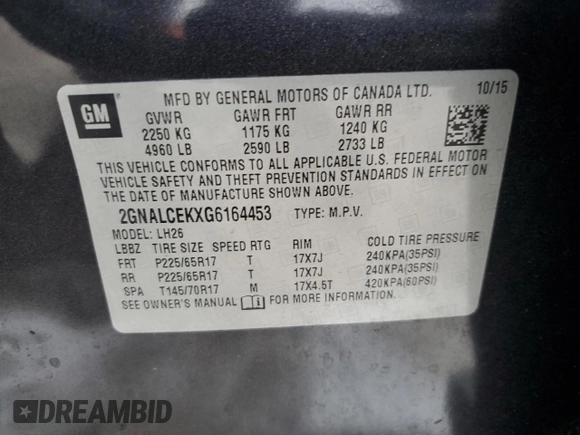 GM
MFD BY GENERAL MOTORS OF CANADA LTD. 10/15
GVWR GAWR FRT GAWR RR
2250 KG 1175 KG 1240 KG
4960 LB 2590 LB 2733 LB
THIS VEHICLE CONFORMS TO ALL APPLICABLE U.S. FEDERAL MOTOR
VEHICLE SAFETY AND THEFT PREVENTION STANDARDS IN EFFECT ON
THE DATE OF MANUFACTURE SHOWN ABOVE.
2GNALCEKXG6164453 TYPE: M.P.V.
MODEL: LH26
LBBZ TIRE SIZE SPEED RTG RIM COLD TIRE PRESSURE
FRT P225/65R17 T 17X7J 240KPA(35PSI)
RR P225/65R17 T 17X7J 240KPA(35PSI)
SPA T145/70R17 M 17X4.5T 420KPA(60PSI)
SEE OWNER'S MANUAL FOR MORE INFORMATION.
DREAMBID